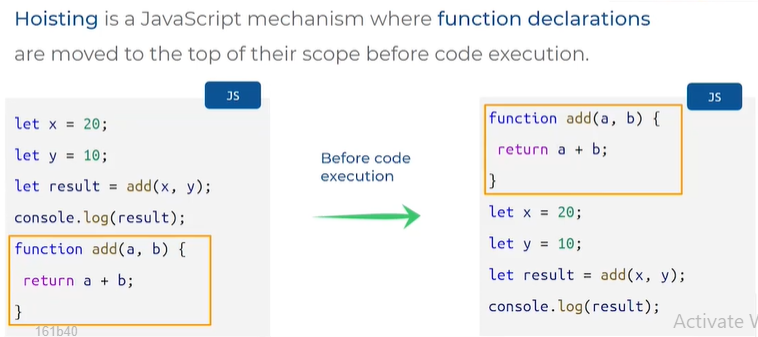 Hoisting is a JavaScript mechanism where function declarations
are moved to the top of their scope before code execution.
JS
let x = 20;
let y = 10;
let result = add(x, y);
console.log(result);
function add(a, b) {
return a + b;
}
161b40
Before code
execution
JS
function add(a, b) {
return a + b;
}
let x = 20;
let y = 10;
let result = add(x, y);
console.log(result);
Activate